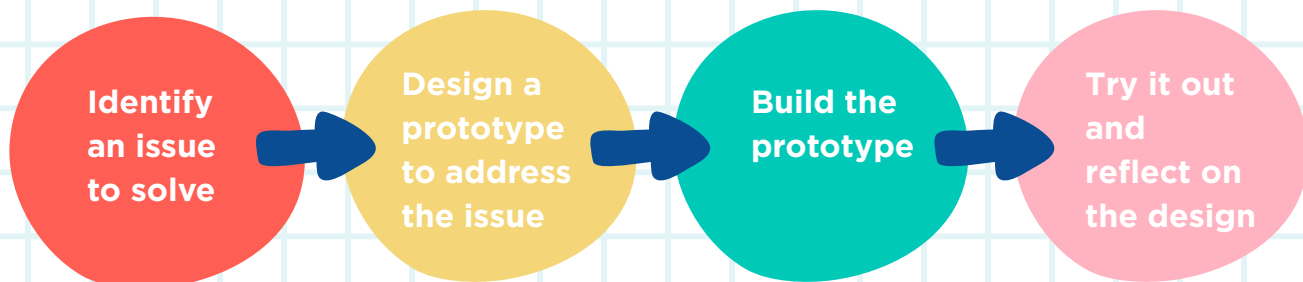 Identify
an issue
to solve
Design a
prototype
to address
the issue
Build the
prototype
Try it out
and
reflect on
the design